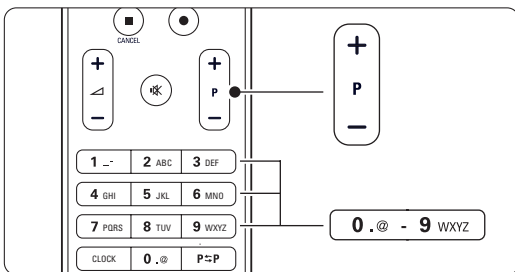 CANCEL
+ +
P
− −
1 _- 2 ABC 3 DEF
4 GHI 5 JKL 6 MNO
7 PQRS 8 TUV 9 WXYZ
CLOCK 0 .@ P⇆P
+
P
−
0 .@ - 9 WXYZ